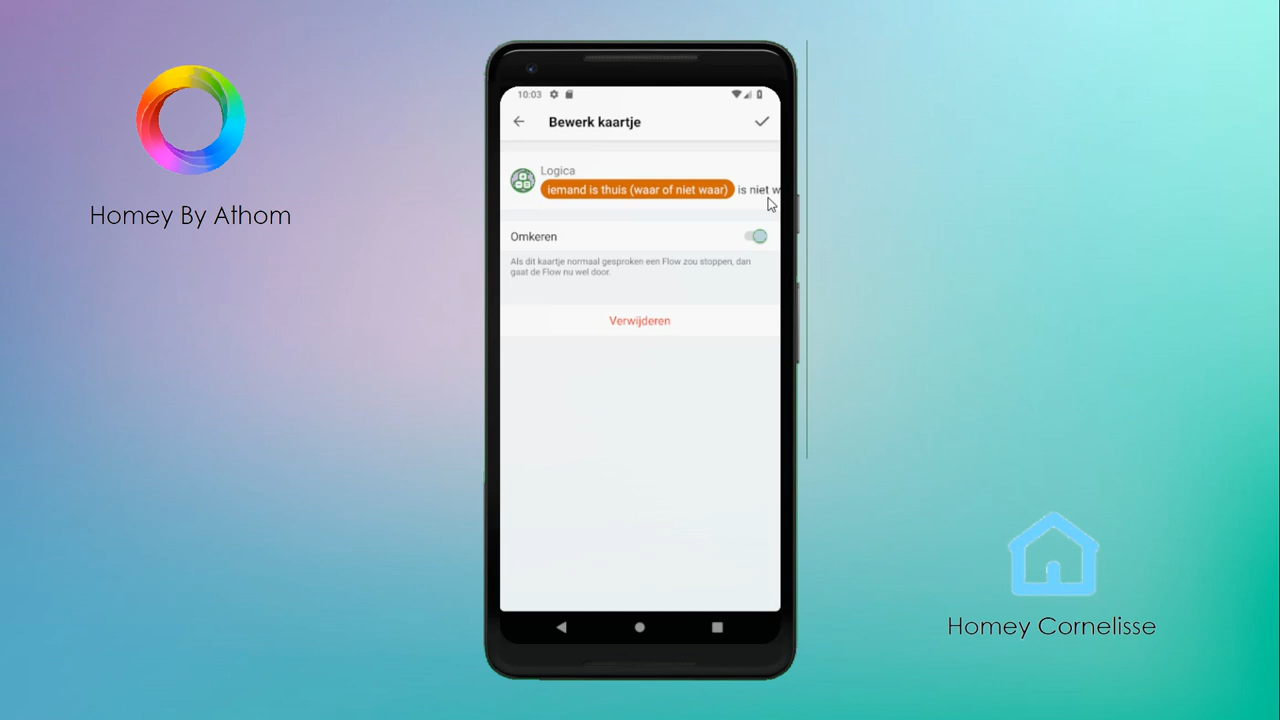 Homey By Athom
10:03
Bewerk kaartje
Logica
iemand is thuis (waar of niet waar) is niet w
Omkeren
Als dit kaartje normaal gesproken een Flow zou stoppen, dan
gaat de Flow nu wel door.
Verwijderen
Homey Cornelisse